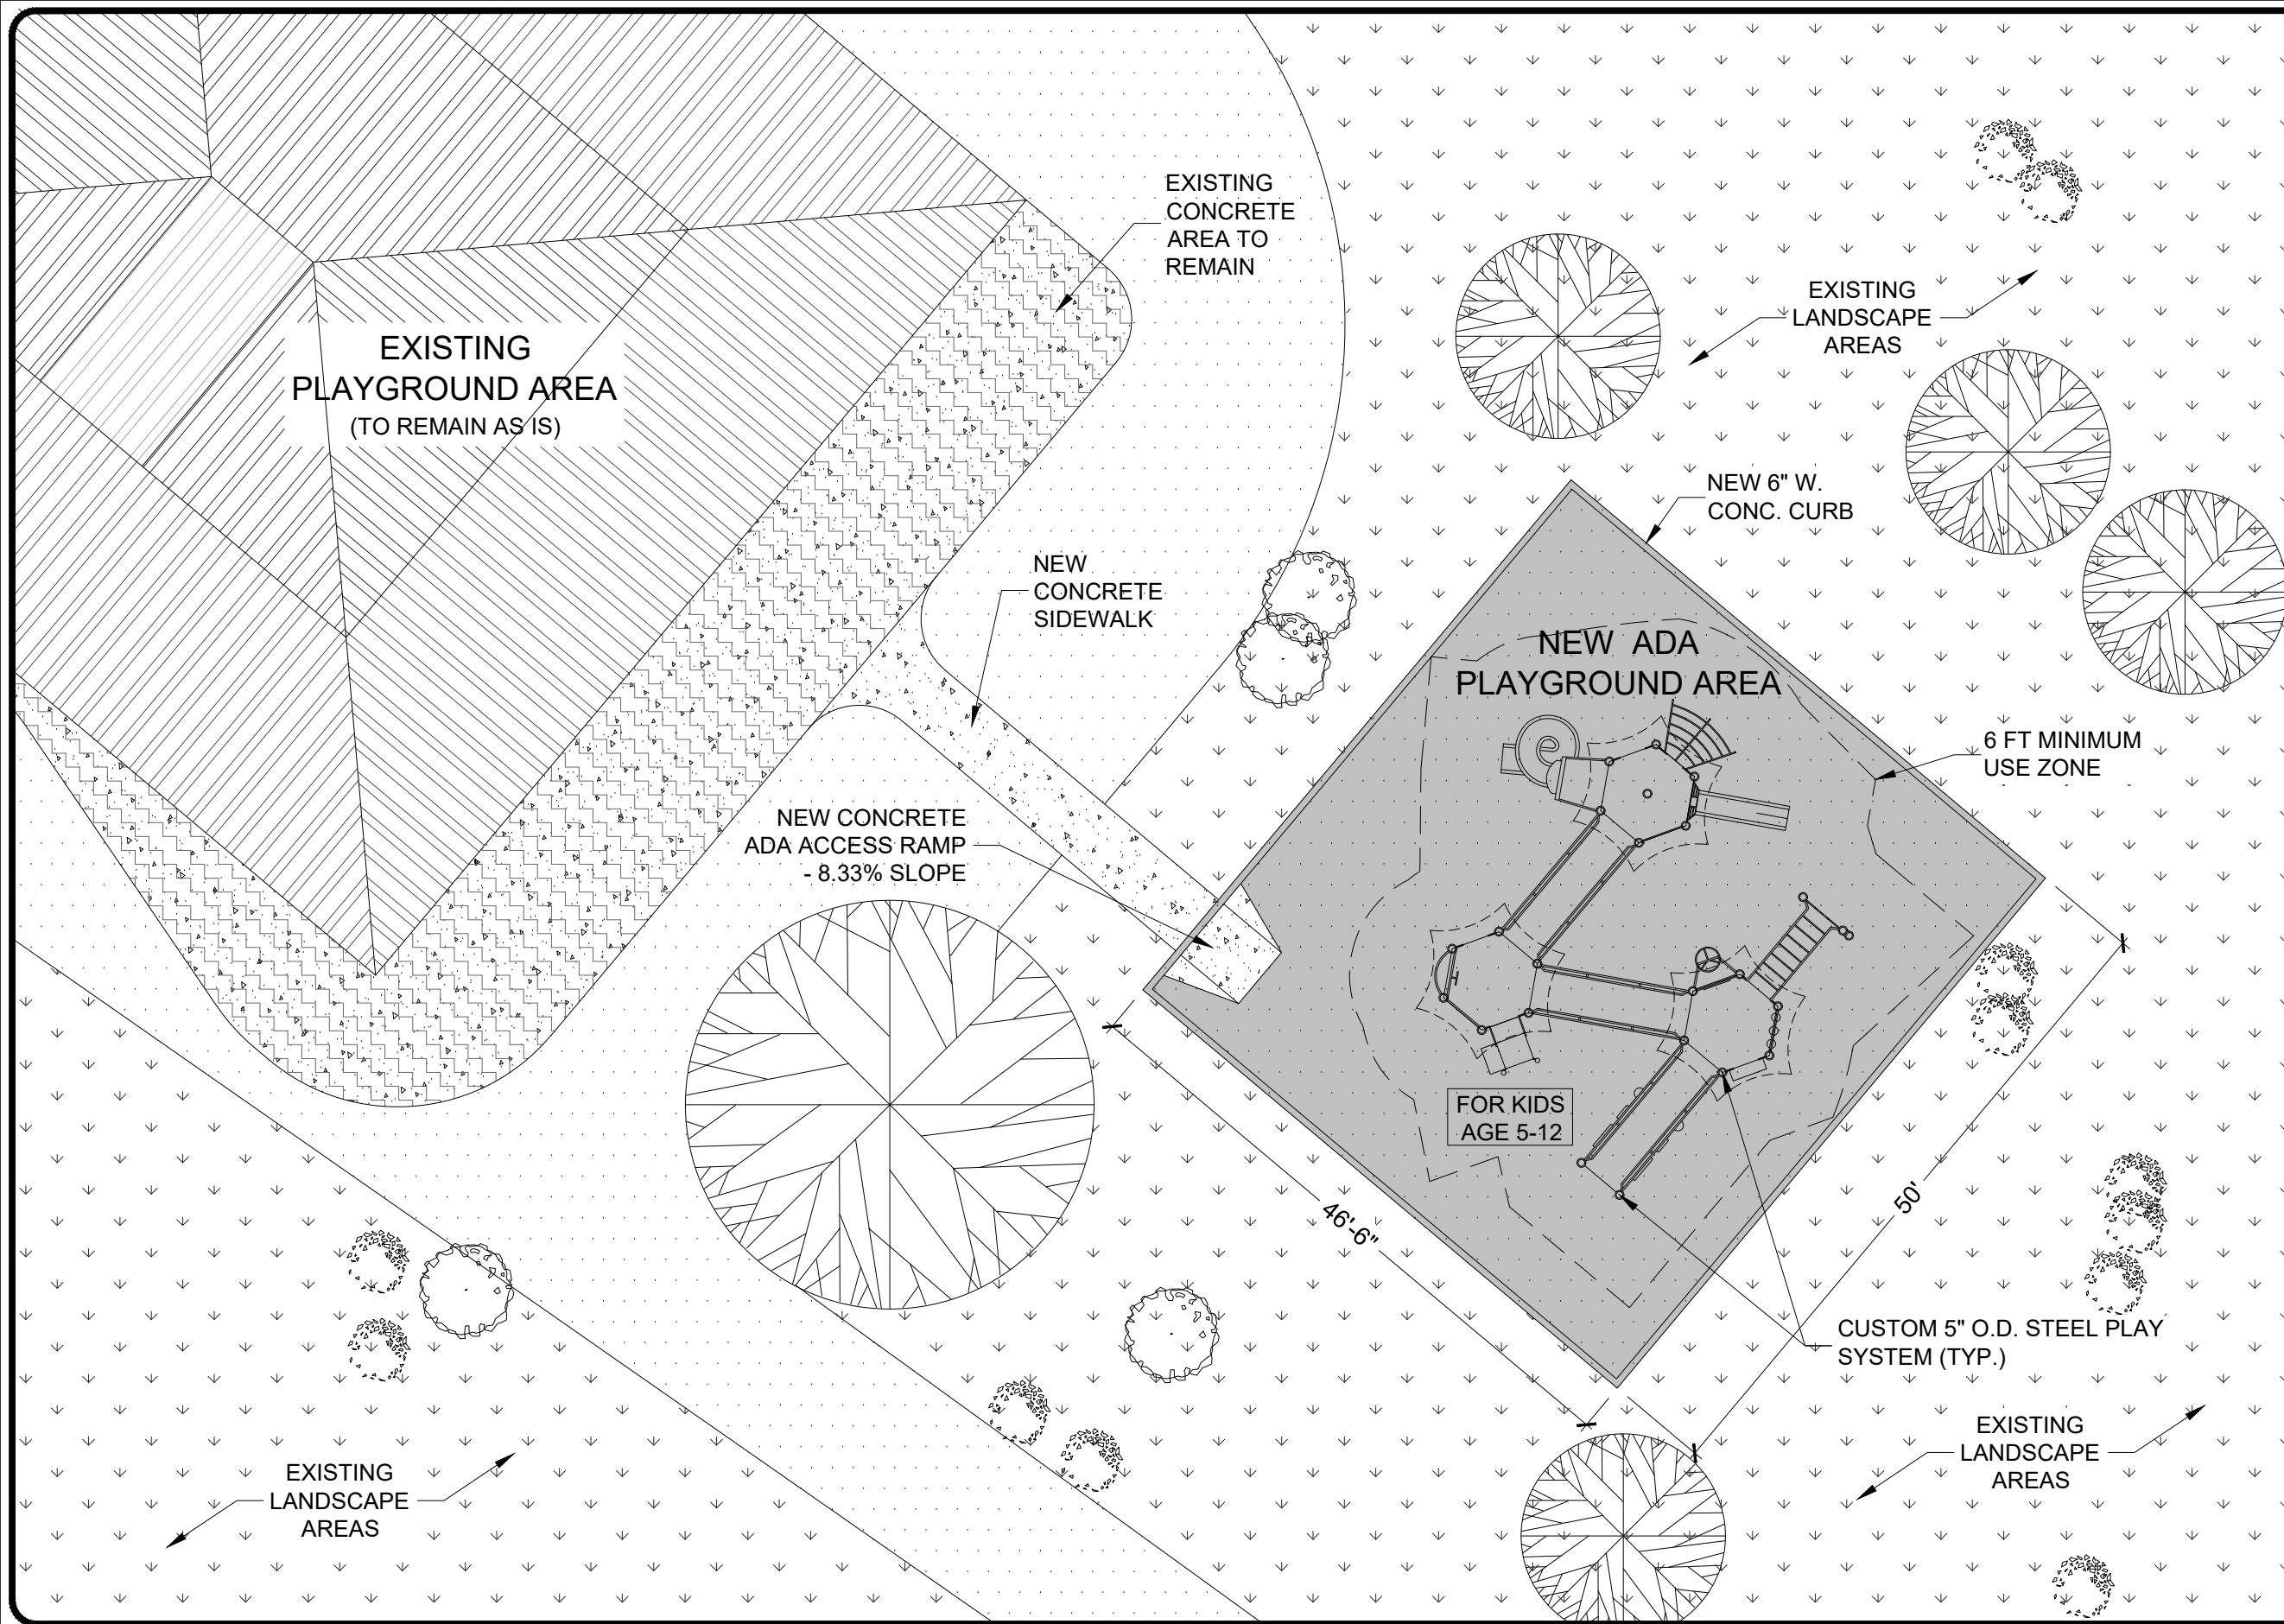 EXISTING
CONCRETE
AREA TO
REMAIN
EXISTING
LANDSCAPE
AREAS
EXISTING
PLAYGROUND AREA
(TO REMAIN AS IS)
NEW 6" W.
CONC. CURB
NEW
CONCRETE
SIDEWALK
NEW ADA
PLAYGROUND AREA
6 FT MINIMUM
USE ZONE
NEW CONCRETE
ADA ACCESS RAMP
- 8.33% SLOPE
FOR KIDS
AGE 5-12
46'-6"
50'
CUSTOM 5" O.D. STEEL PLAY
SYSTEM (TYP.)
EXISTING
LANDSCAPE
AREAS
EXISTING
LANDSCAPE
AREAS